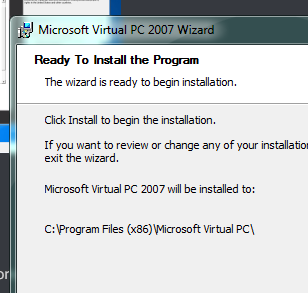 Microsoft Virtual PC 2007 Wizard
Ready To Install the Program
The wizard is ready to begin installation.
Click Install to begin the installation.
If you want to review or change any of your installatio
exit the wizard.
Microsoft Virtual PC 2007 will be installed to:
C:\Program Files (x86)\Microsoft Virtual PC\
or